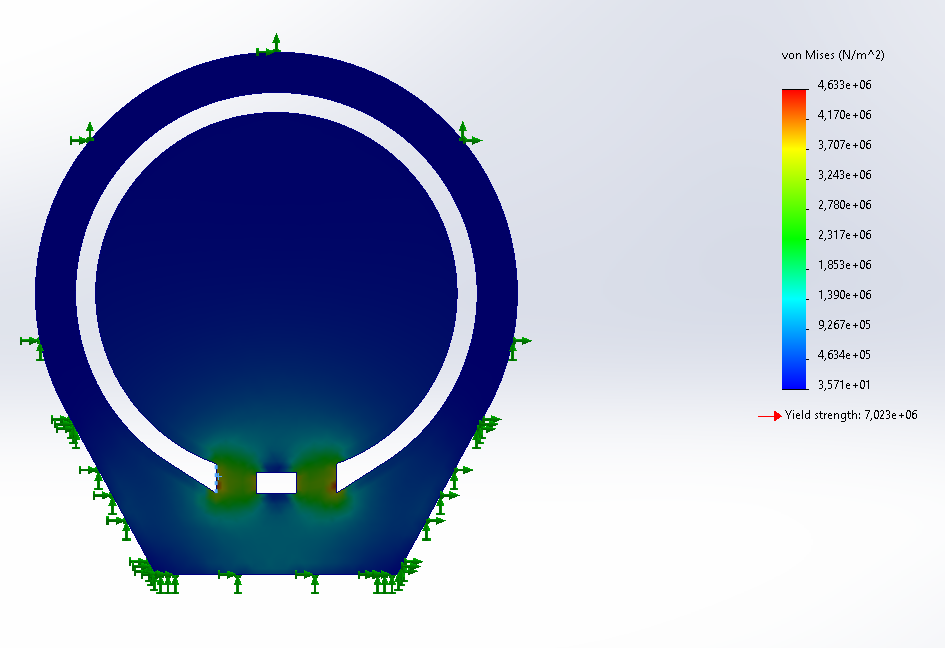 von Mises (N/m^2)
4,633e+06
4,170e+06
3,707e+06
3,243e+06
2,780e+06
2,317e+06
1,853e+06
1,390e+06
9,267e+05
4,634e+05
3,571e+01
Yield strength: 7,023e+06